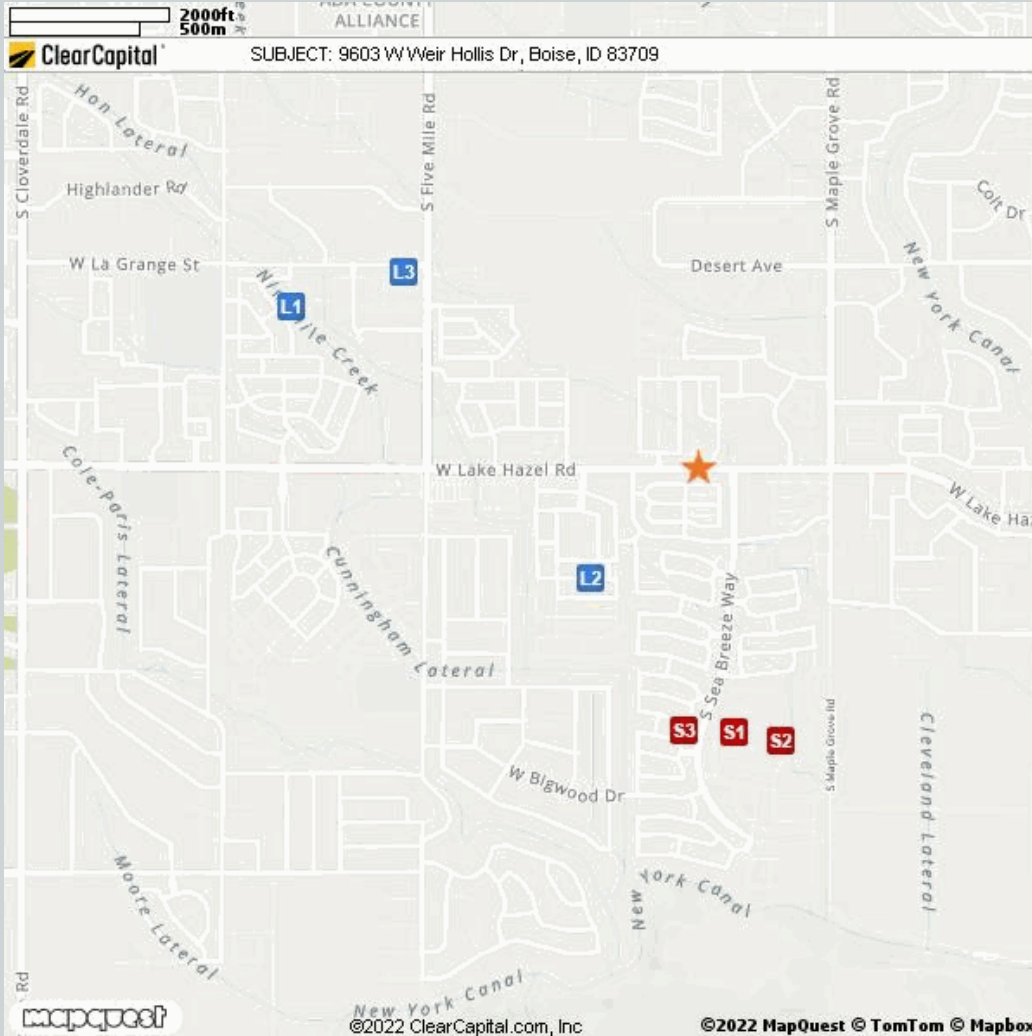 2000ft
500m
ADA COUNTY
ALLIANCE
ClearCapital
SUBJECT: 9603 W Weir Hollis Dr, Boise, ID 83709
S Cloverdale Rd
Hon Lateral
S Five Mile Rd
S Maple Grove Rd
Highlander Rd
Colt Dr
W La Grange St
L3
Desert Ave
New York Canal
L1
Nine Mile Creek
W Lake Hazel Rd
Cole-Paris Lateral
W Lake Haz
Cunningham Lateral
L2
S Sea Breeze Way
S3
S1
S2
S Maple Grove Rd
Cleveland Lateral
W Bigwood Dr
Moore Lateral
New York Canal
Rd
New York Canal
mapquest
©2022 ClearCapital.com, Inc
©2022 MapQuest © TomTom © Mapbox